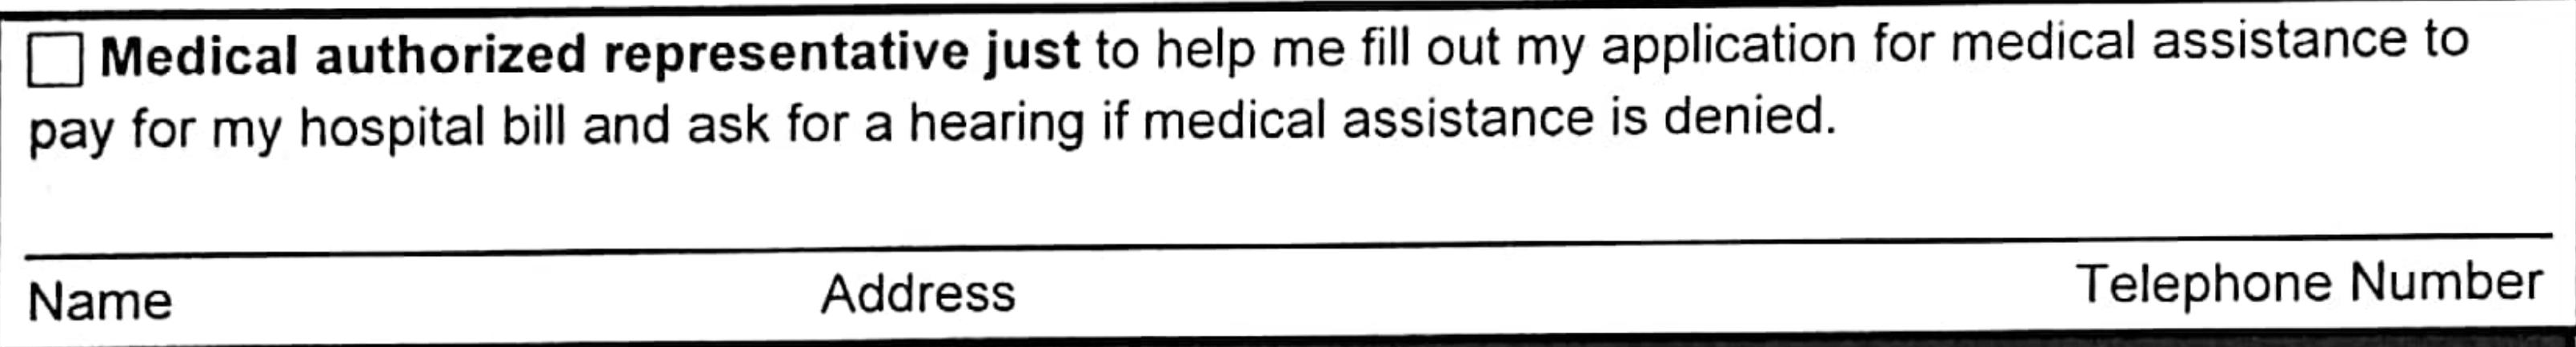 Medical authorized representative just to help me fill out my application for medical assistance to
pay for my hospital bill and ask for a hearing if medical assistance is denied.
Name Address Telephone Number